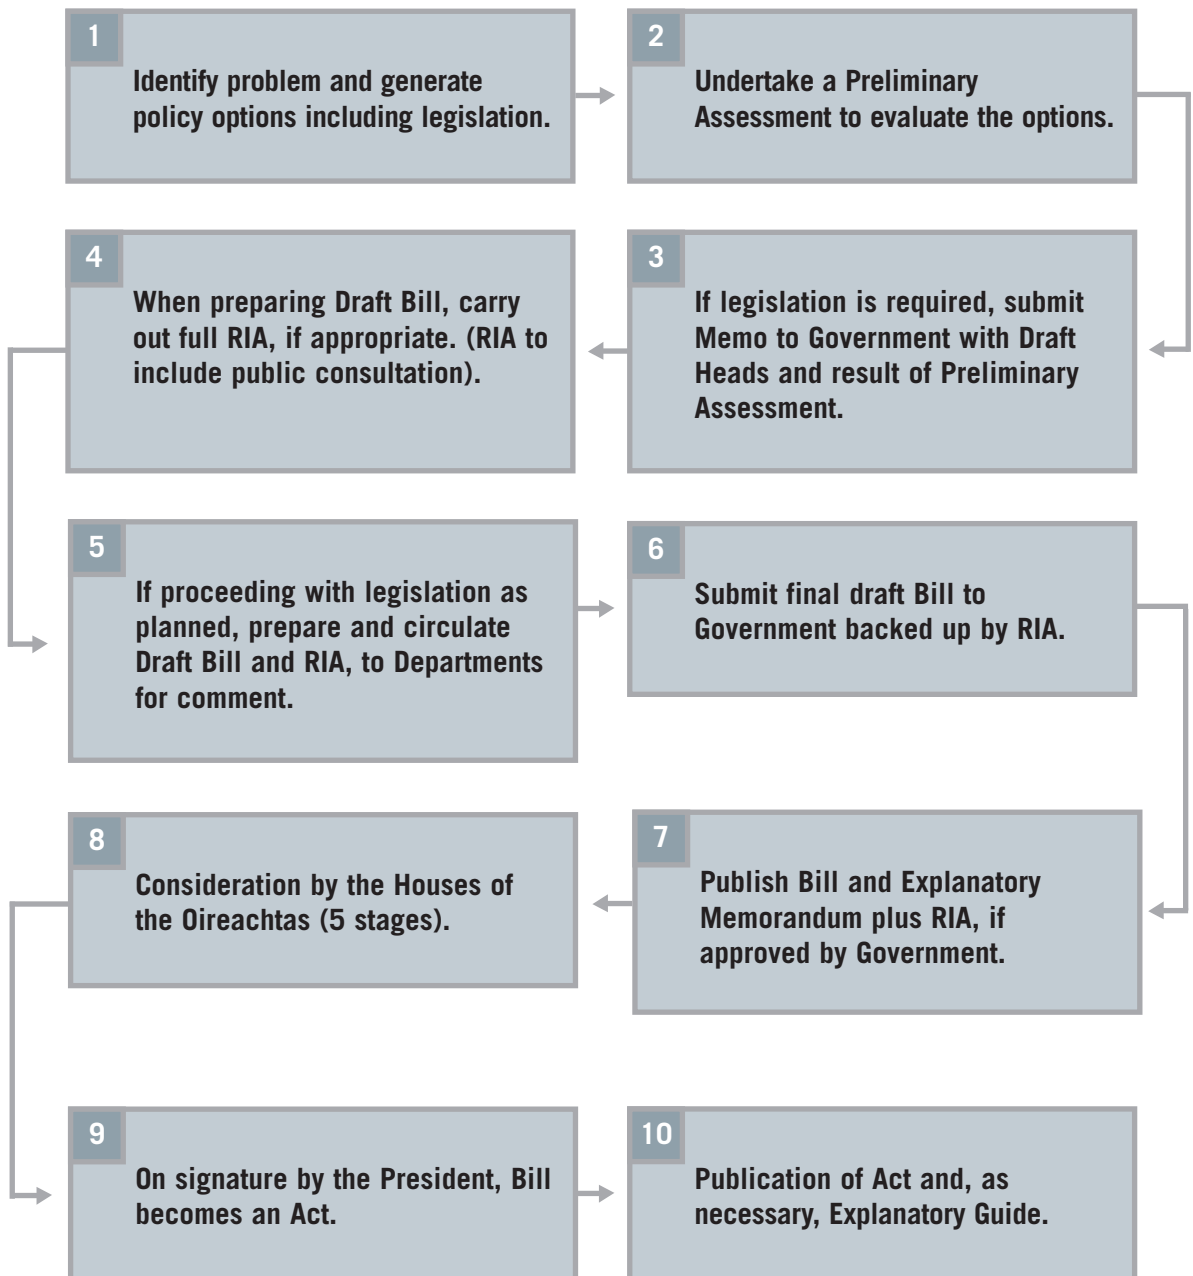 1
Identify problem and generate
policy options including legislation.
2
Undertake a Preliminary
Assessment to evaluate the options.
3
If legislation is required, submit
Memo to Government with Draft
Heads and result of Preliminary
Assessment.
4
When preparing Draft Bill, carry
out full RIA, if appropriate. (RIA to
include public consultation).
5
If proceeding with legislation as
planned, prepare and circulate
Draft Bill and RIA, to Departments
for comment.
6
Submit final draft Bill to
Government backed up by RIA.
7
Publish Bill and Explanatory
Memorandum plus RIA, if
approved by Government.
8
Consideration by the Houses of
the Oireachtas (5 stages).
9
On signature by the President, Bill
becomes an Act.
10
Publication of Act and, as
necessary, Explanatory Guide.